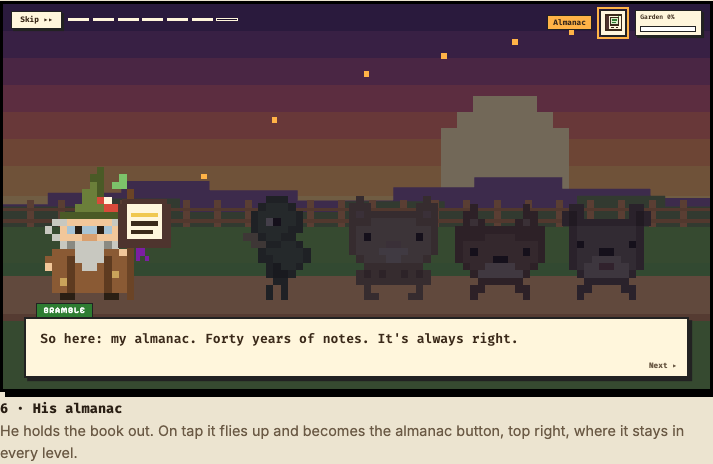 Skip ▸▸
Almanac
Garden 0%
BRAMBLE
So here: my almanac. Forty years of notes. It's always right.
Next ▸
6 · His almanac
He holds the book out. On tap it flies up and becomes the almanac button, top right, where it stays in
every level.